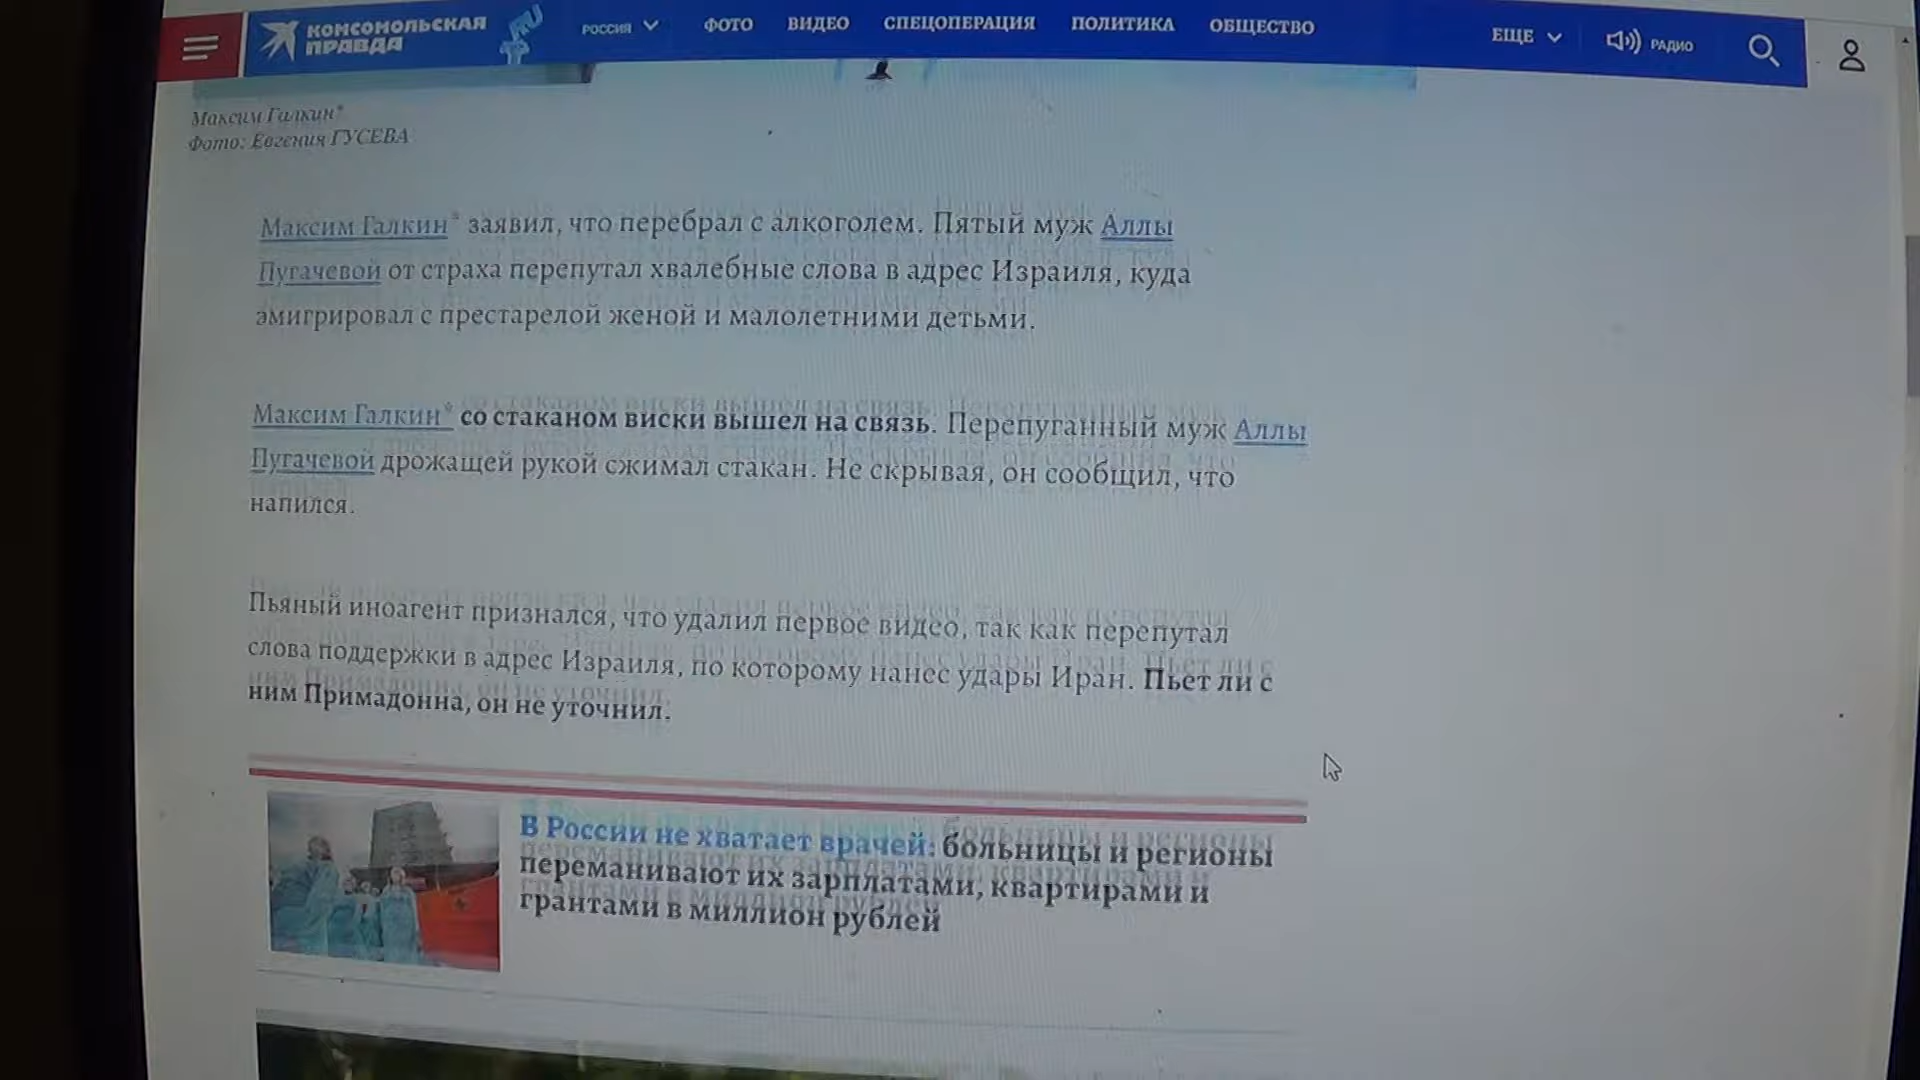 КОМСОМОЛЬСКАЯ
ПРАВДА
РОССИЯ
ФОТО
ВИДЕО
СПЕЦОПЕРАЦИЯ
ПОЛИТИКА
ОБЩЕСТВО
ЕЩЕ
РАДИО
Максим Галкин*
Фото: Евгения ГУСЕВА
Максим Галкин* заявил, что перебрал с алкоголем. Пятый муж Аллы
Пугачевой от страха перепутал хвалебные слова в адрес Израиля, куда
эмигрировал с престарелой женой и малолетними детьми.
Максим Галкин* со стаканом виски вышел на связь. Перепуганный муж Аллы
Пугачевой дрожащей рукой сжимал стакан. Не скрывая, он сообщил, что
напился.
Пьяный иноагент признался, что удалил первое видео, так как перепутал
слова поддержки в адрес Израиля, по которому нанес удары Иран. Пьет ли с
ним Примадонна, он не уточнил.
В России не хватает врачей: больницы и регионы
переманивают их зарплатами, квартирами и
грантами в миллион рублей